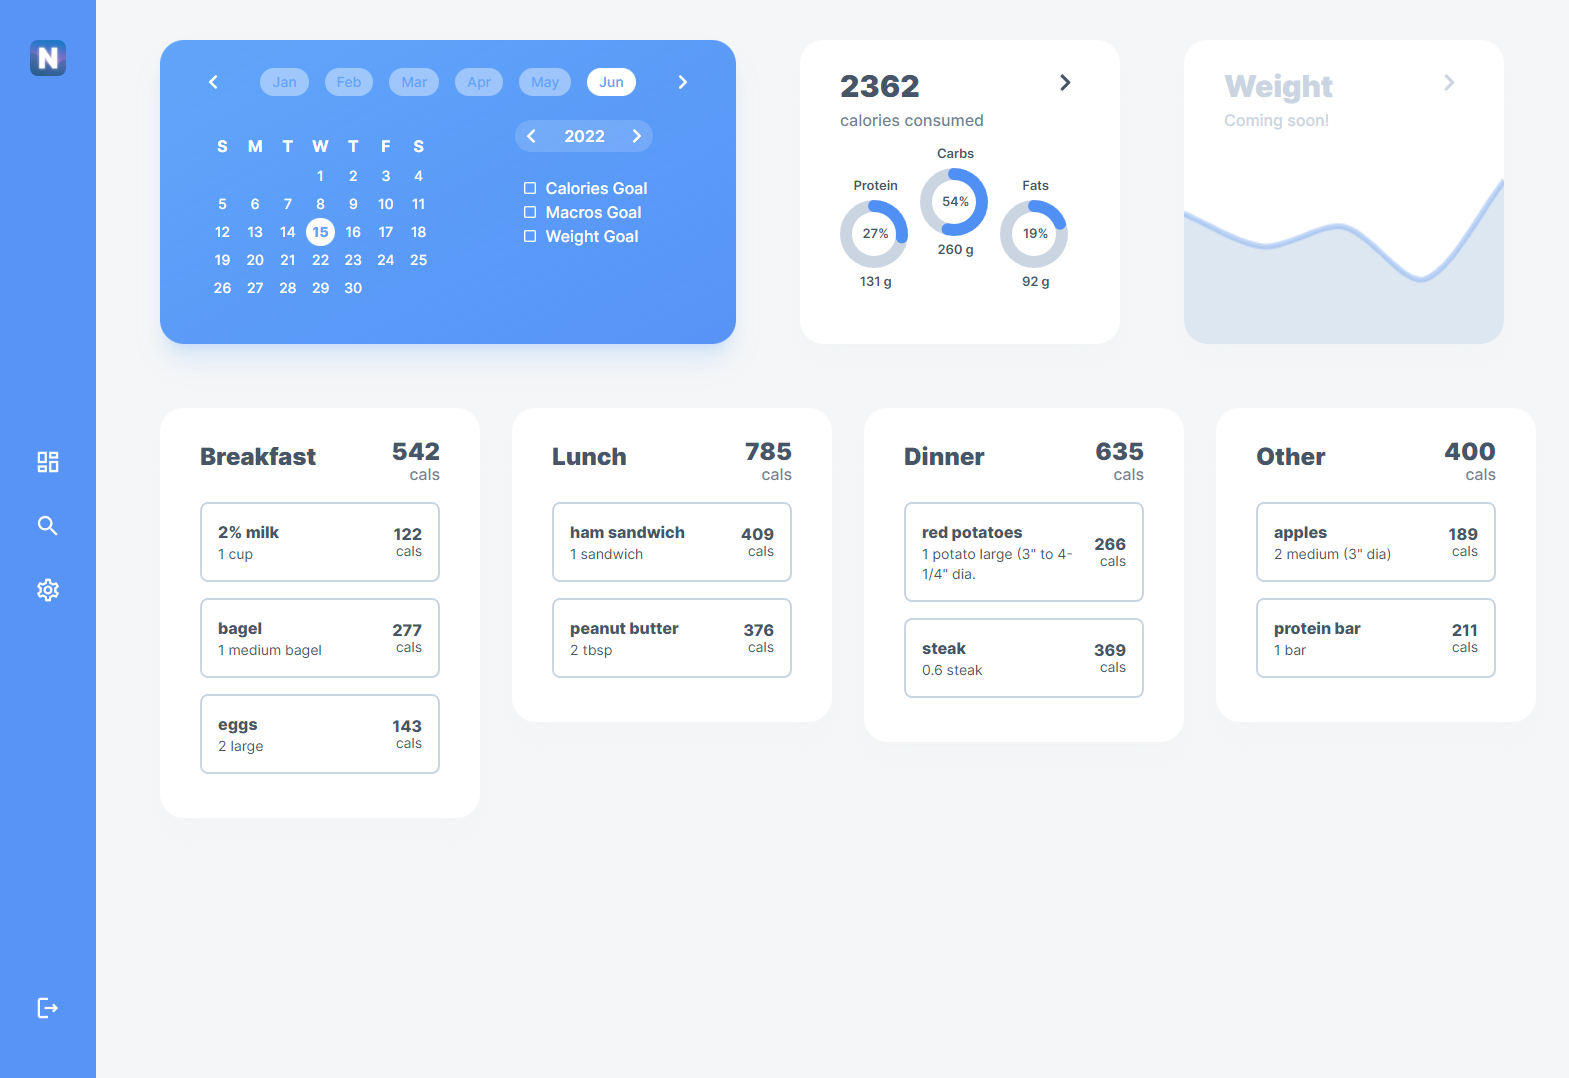 N
Jan Feb Mar Apr May Jun
2022
S M T W T F S
1 2 3 4
5 6 7 8 9 10 11
12 13 14 15 16 17 18
19 20 21 22 23 24 25
26 27 28 29 30
Calories Goal
Macros Goal
Weight Goal
2362
calories consumed
Protein
27%
131 g
Carbs
54%
260 g
Fats
19%
92 g
Weight
Coming soon!
Breakfast
542
cals
2% milk
1 cup
122
cals
bagel
1 medium bagel
277
cals
eggs
2 large
143
cals
Lunch
785
cals
ham sandwich
1 sandwich
409
cals
peanut butter
2 tbsp
376
cals
Dinner
635
cals
red potatoes
1 potato large (3" to 4-
1/4" dia.
266
cals
steak
0.6 steak
369
cals
Other
400
cals
apples
2 medium (3" dia)
189
cals
protein bar
1 bar
211
cals